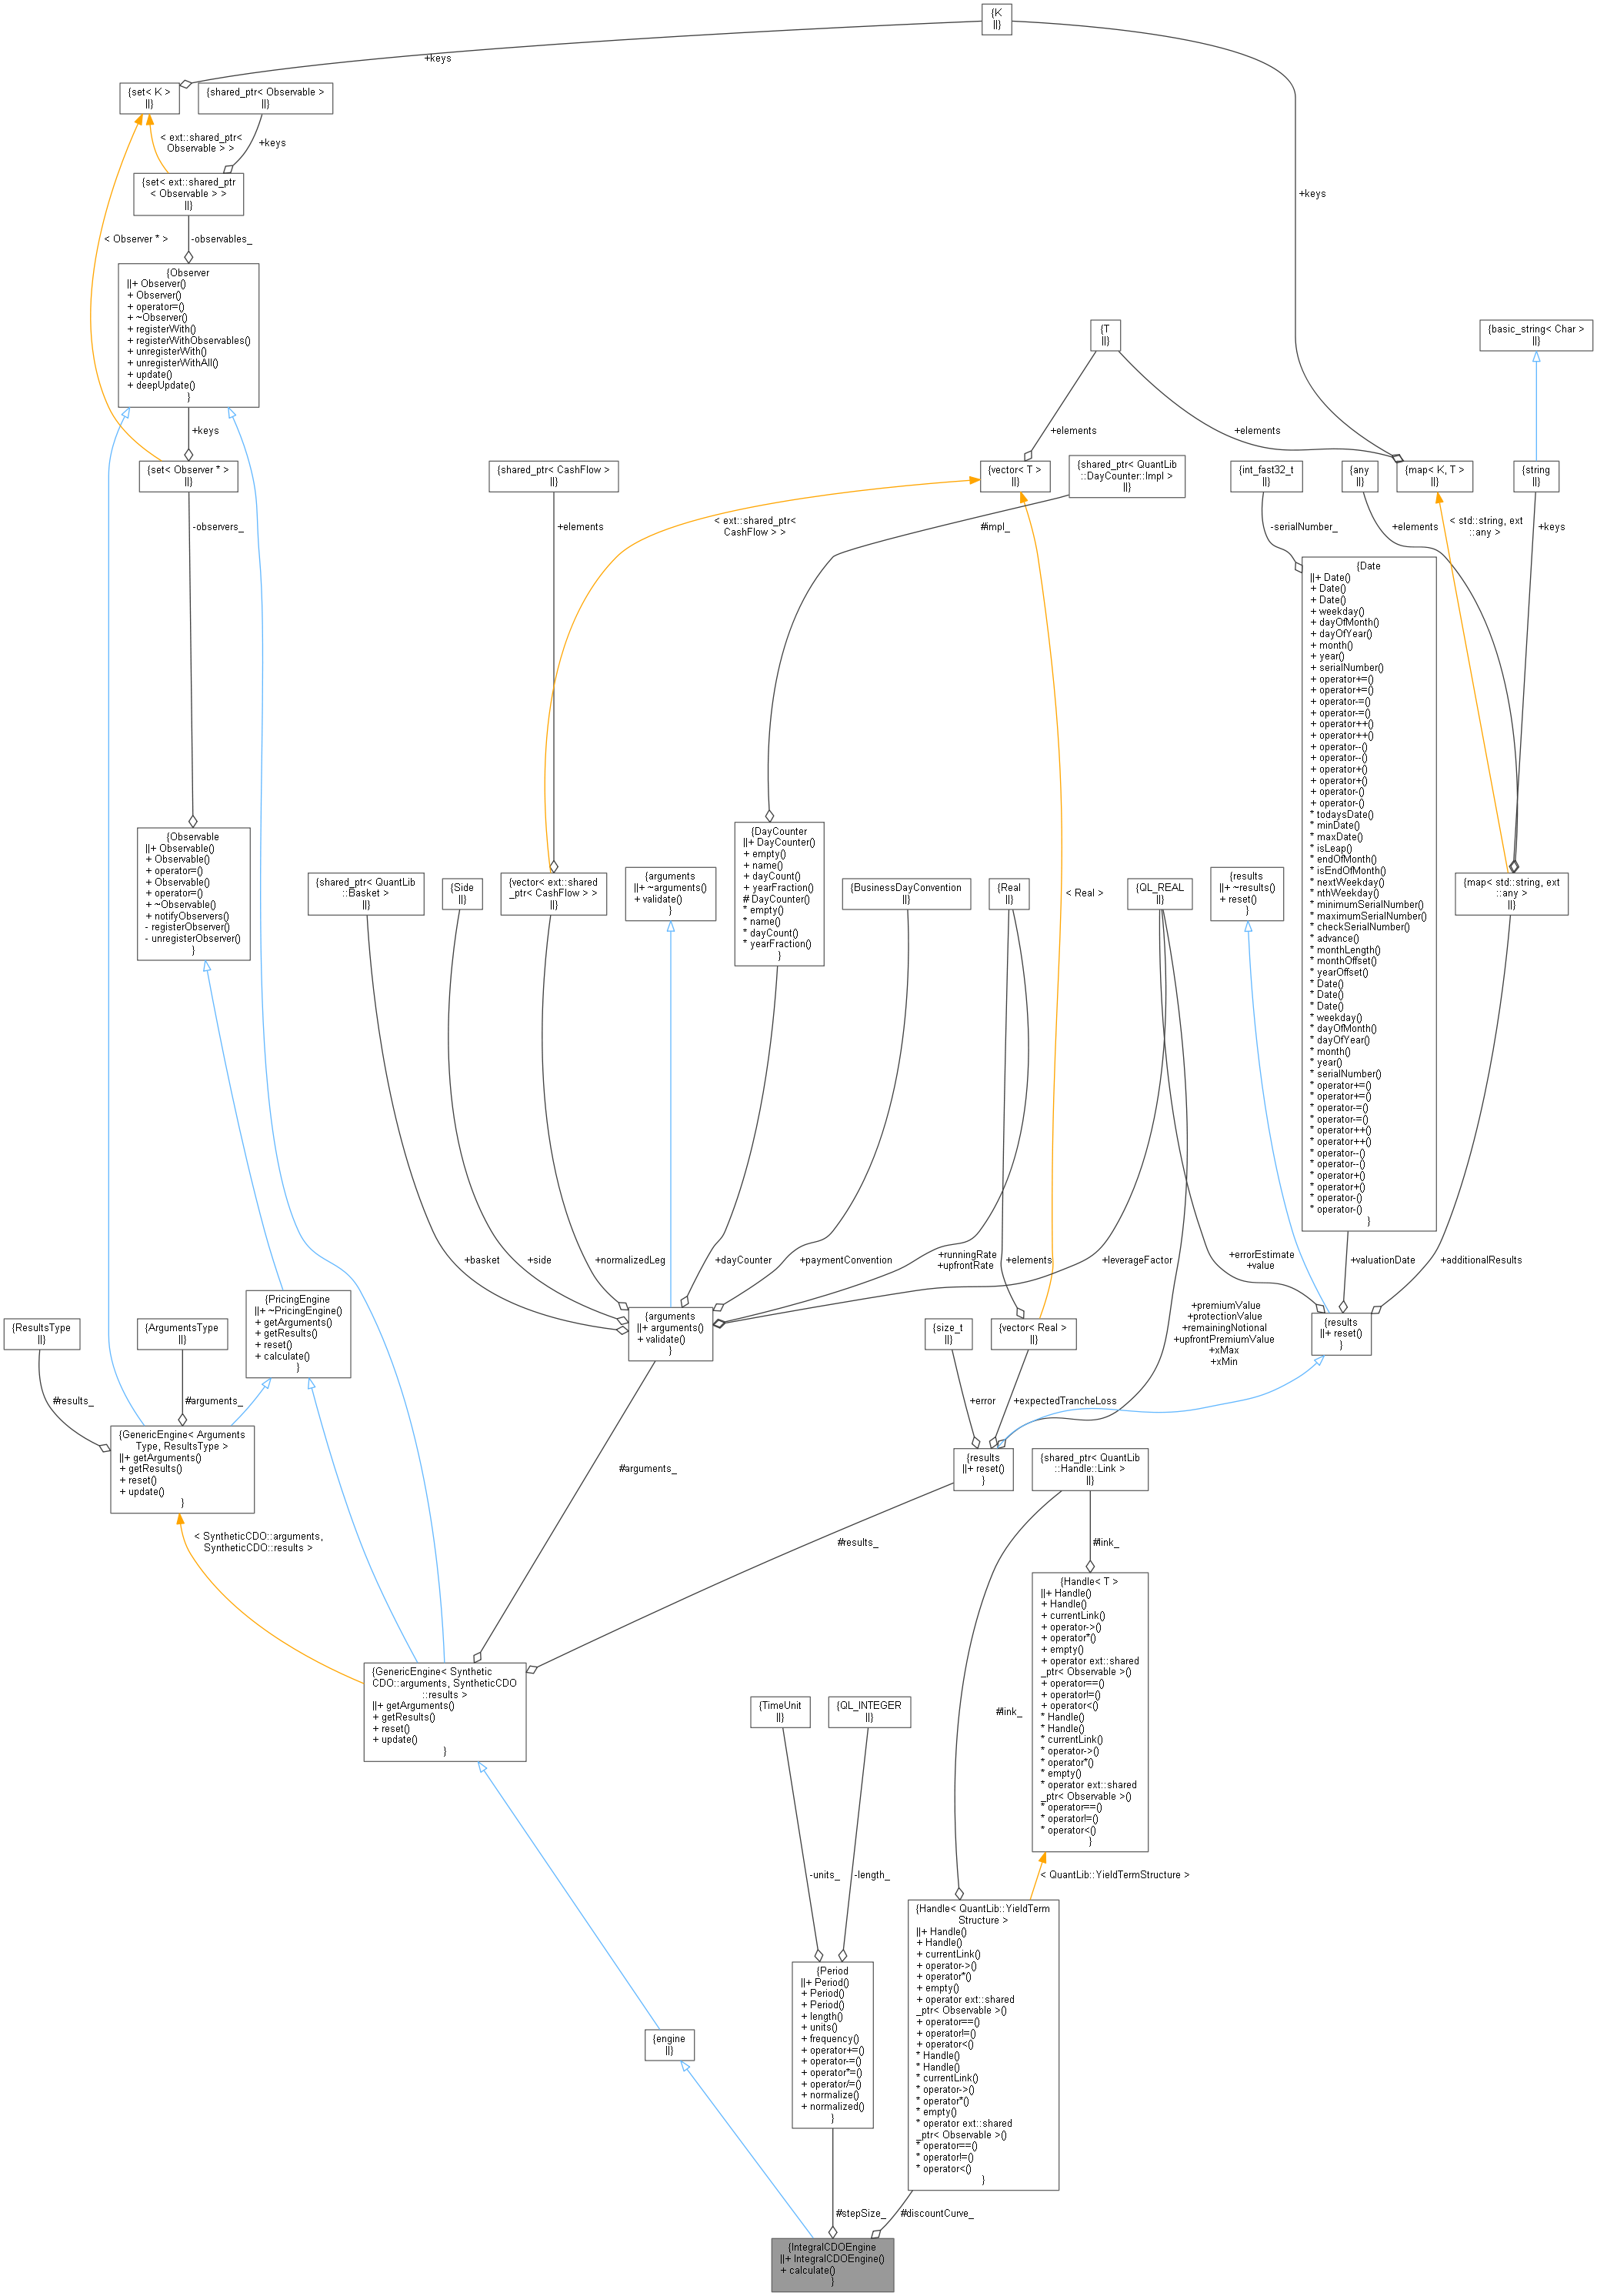 {K
||}
+keys
{set< K >
||}
{shared_ptr< Observable >
||}
< ext::shared_ptr<
Observable > >
+keys
{set< ext::shared_ptr
< Observable > >
||}
+keys
< Observer * >
-observables_
{Observer
||+ Observer()
+ Observer()
+ operator=()
+ ~Observer()
+ registerWith()
+ registerWithObservables()
+ unregisterWith()
+ unregisterWithAll()
+ update()
+ deepUpdate()
}
{T
||}
{basic_string< Char >
||}
+keys
+elements
+elements
{set< Observer * >
||}
{shared_ptr< CashFlow >
||}
{vector< T >
||}
{shared_ptr< QuantLib
::DayCounter::Impl >
||}
{int_fast32_t
||}
{any
||}
{map< K, T >
||}
{string
||}
-observers_
+elements
< ext::shared_ptr<
CashFlow > >
#impl_
-serialNumber_
+elements
< std::string, ext
::any >
+keys
{Date
||+ Date()
+ Date()
+ Date()
+ weekday()
+ dayOfMonth()
+ dayOfYear()
+ month()
+ year()
+ serialNumber()
+ operator+=()
+ operator+=()
+ operator-=()
+ operator-=()
+ operator++()
+ operator++()
+ operator--()
+ operator--()
+ operator+()
+ operator+()
+ operator-()
+ operator-()
* todaysDate()
* minDate()
* maxDate()
* isLeap()
* endOfMonth()
* isEndOfMonth()
* nextWeekday()
* nthWeekday()
* minimumSerialNumber()
* maximumSerialNumber()
* checkSerialNumber()
* advance()
* monthLength()
* monthOffset()
* yearOffset()
* Date()
* Date()
* Date()
* weekday()
* dayOfMonth()
* dayOfYear()
* month()
* year()
* serialNumber()
* operator+=()
* operator+=()
* operator-=()
* operator-=()
* operator++()
* operator++()
* operator--()
* operator--()
* operator+()
* operator+()
* operator-()
* operator-()
}
{Observable
||+ Observable()
+ Observable()
+ operator=()
+ Observable()
+ operator=()
+ ~Observable()
+ notifyObservers()
- registerObserver()
- unregisterObserver()
}
{shared_ptr< QuantLib
::Basket >
||}
{Side
||}
{vector< ext::shared
_ptr< CashFlow > >
||}
{arguments
||+ ~arguments()
+ validate()
}
{DayCounter
||+ DayCounter()
+ empty()
+ name()
+ dayCount()
+ yearFraction()
# DayCounter()
* empty()
* name()
* dayCount()
* yearFraction()
}
{BusinessDayConvention
||}
{Real
||}
< Real >
{QL_REAL
||}
{results
||+ ~results()
+ reset()
}
{map< std::string, ext
::any >
||}
+basket
+side
+normalizedLeg
+dayCounter
+paymentConvention
+runningRate
+upfrontRate
+elements
+leverageFactor
+errorEstimate
+value
+valuationDate
+additionalResults
{PricingEngine
||+ ~PricingEngine()
+ getArguments()
+ getResults()
+ reset()
+ calculate()
}
{ResultsType
||}
{ArgumentsType
||}
{arguments
||+ arguments()
+ validate()
}
{size_t
||}
{vector< Real >
||}
+premiumValue
+protectionValue
+remainingNotional
+upfrontPremiumValue
+xMax
+xMin
{results
||+ reset()
}
#results_
#arguments_
+error
+expectedTrancheLoss
{GenericEngine< Arguments
Type, ResultsType >
||+ getArguments()
+ getResults()
+ reset()
+ update()
}
#arguments_
{results
||+ reset()
}
{shared_ptr< QuantLib
::Handle::Link >
||}
< SyntheticCDO::arguments,
SyntheticCDO::results >
#results_
#link_
{Handle< T >
||+ Handle()
+ Handle()
+ currentLink()
+ operator->()
+ operator*()
+ empty()
+ operator ext::shared
_ptr< Observable >()
+ operator==()
+ operator!=()
+ operator<()
* Handle()
* Handle()
* currentLink()
* operator->()
* operator*()
* empty()
* operator ext::shared
_ptr< Observable >()
* operator==()
* operator!=()
* operator<()
}
{GenericEngine< Synthetic
CDO::arguments, SyntheticCDO
::results >
||+ getArguments()
+ getResults()
+ reset()
+ update()
}
{TimeUnit
||}
{QL_INTEGER
||}
#link_
-units_
-length_
< QuantLib::YieldTermStructure >
{Handle< QuantLib::YieldTerm
Structure >
||+ Handle()
+ Handle()
+ currentLink()
+ operator->()
+ operator*()
+ empty()
+ operator ext::shared
_ptr< Observable >()
+ operator==()
+ operator!=()
+ operator<()
* Handle()
* Handle()
* currentLink()
* operator->()
* operator*()
* empty()
* operator ext::shared
_ptr< Observable >()
* operator==()
* operator!=()
* operator<()
}
{Period
||+ Period()
+ Period()
+ Period()
+ length()
+ units()
+ frequency()
+ operator+=()
+ operator-=()
+ operator*=()
+ operator/=()
+ normalize()
+ normalized()
}
{engine
||}
#stepSize_
#discountCurve_
{IntegralCDOEngine
||+ IntegralCDOEngine()
+ calculate()
}